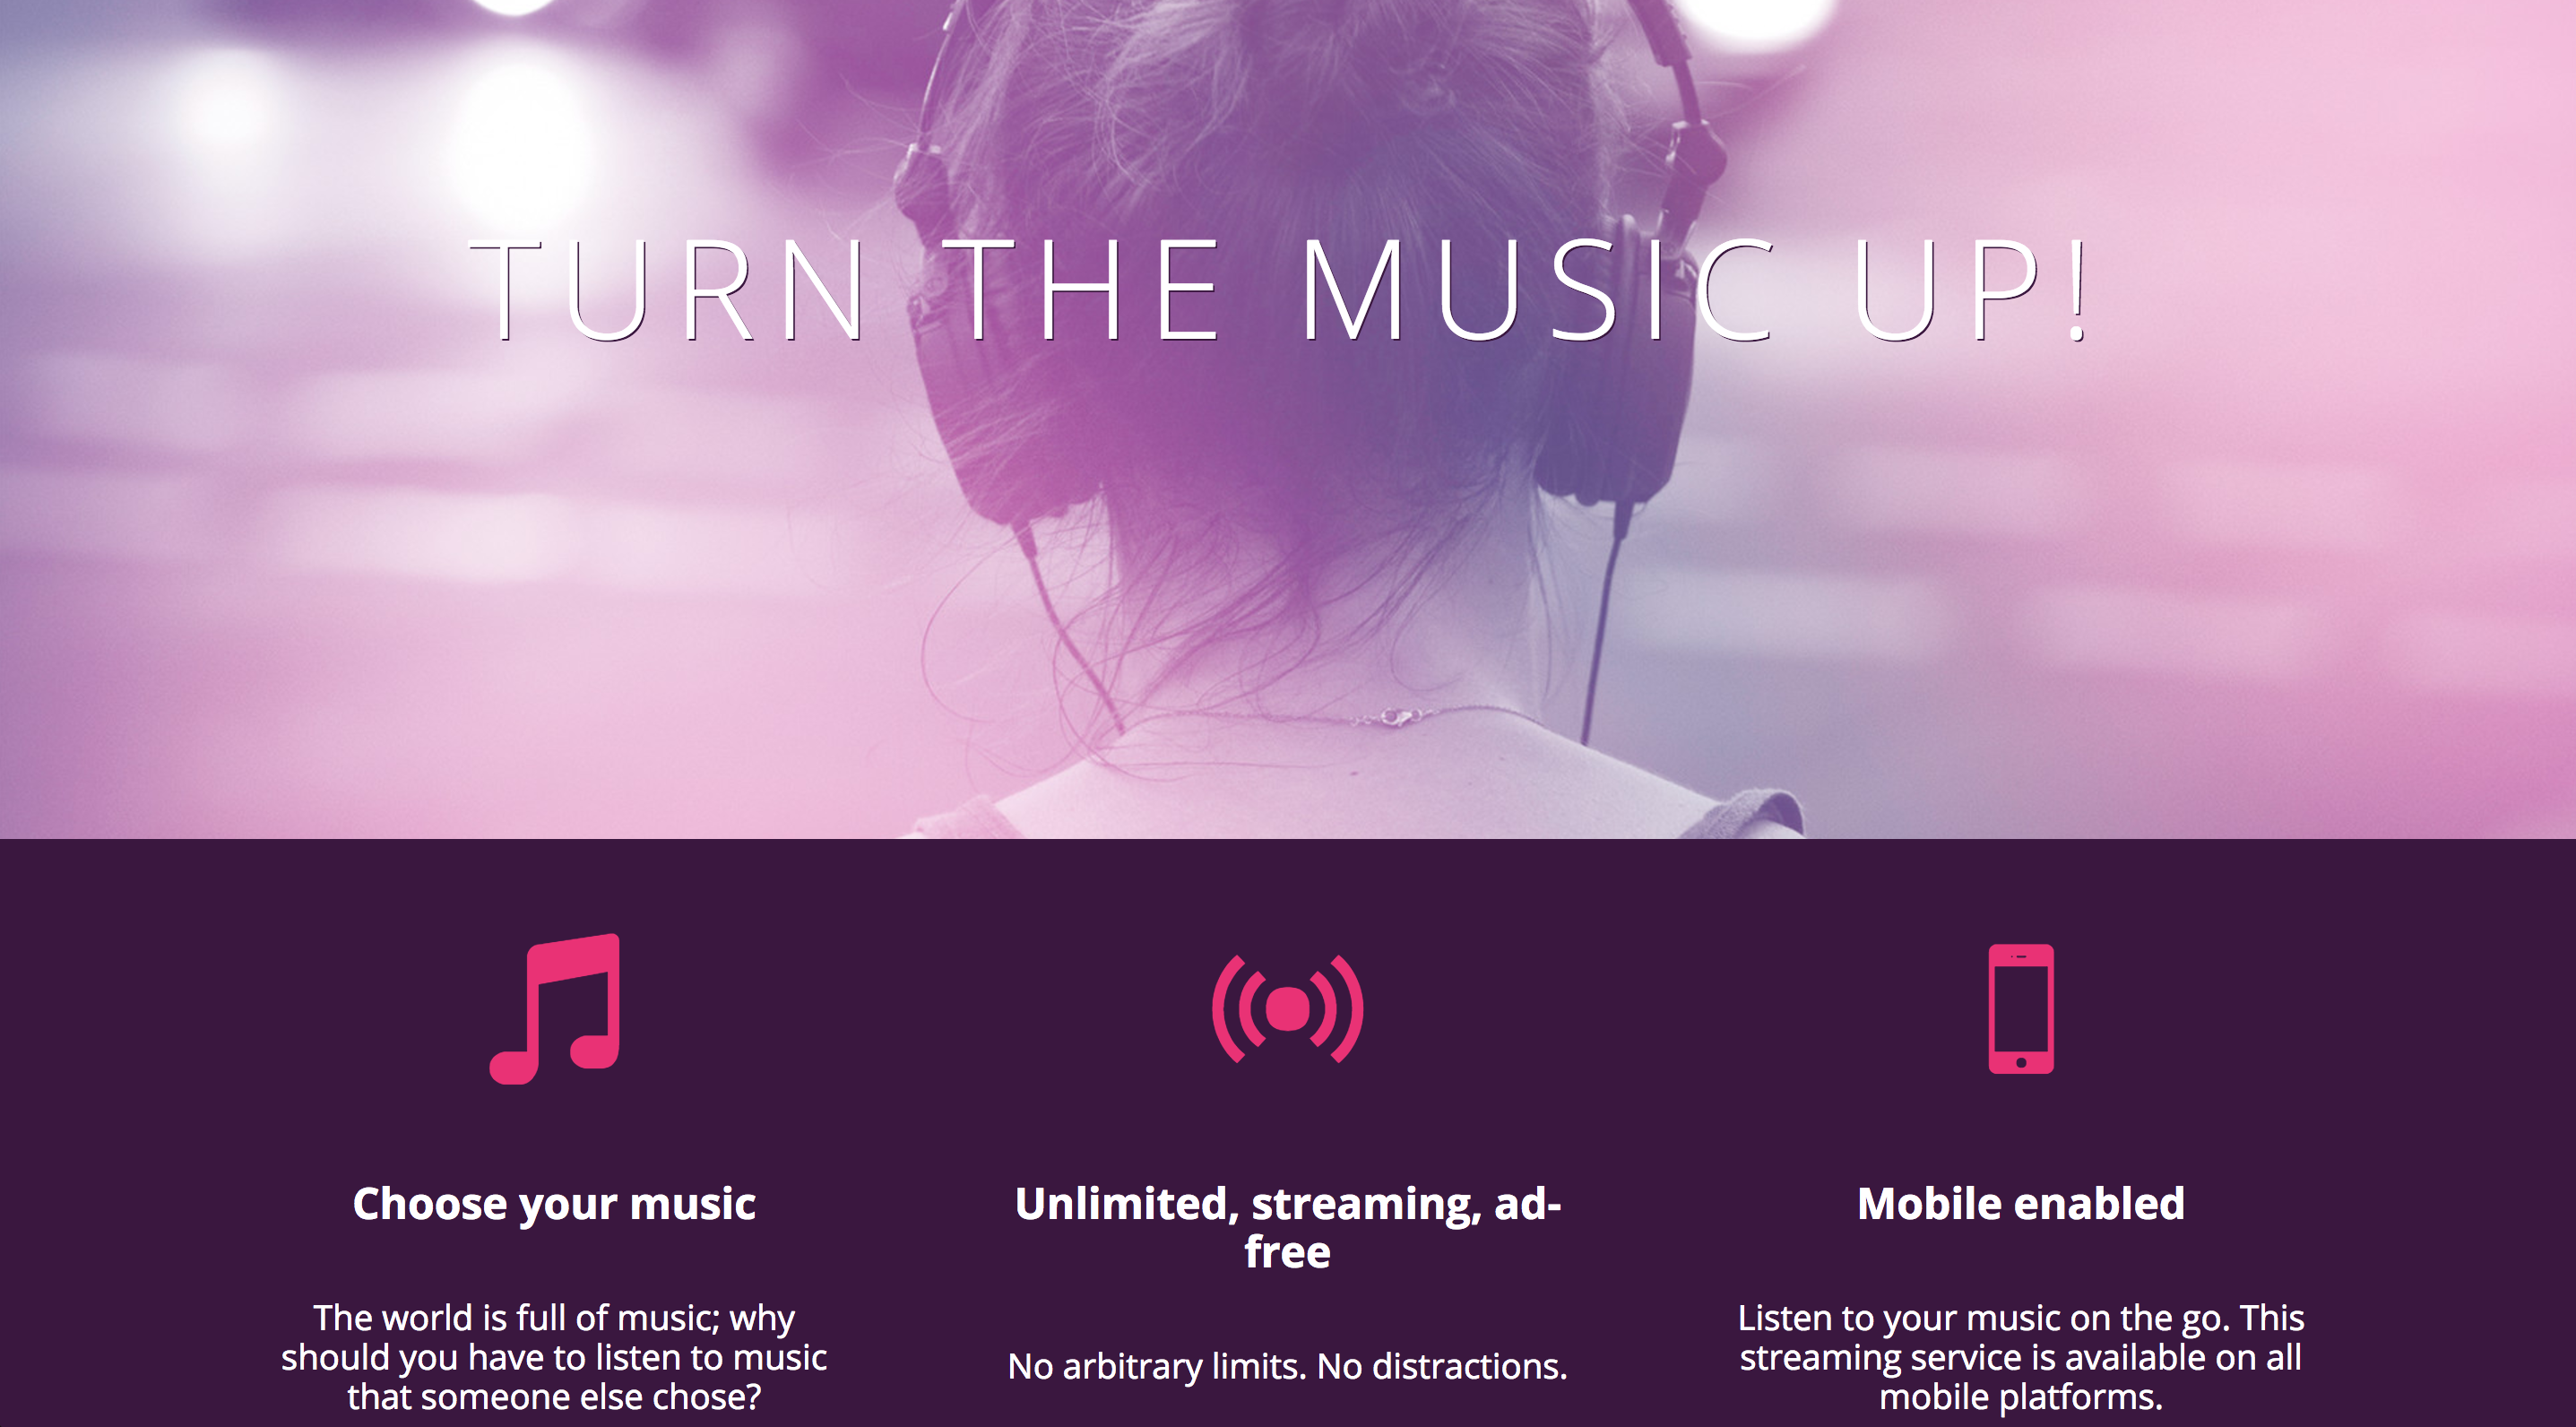 TURN THE MUSIC UP!
Choose your music
The world is full of music; why
should you have to listen to music
that someone else chose?
Unlimited, streaming, ad-
free
No arbitrary limits. No distractions.
Mobile enabled
Listen to your music on the go. This
streaming service is available on all
mobile platforms.